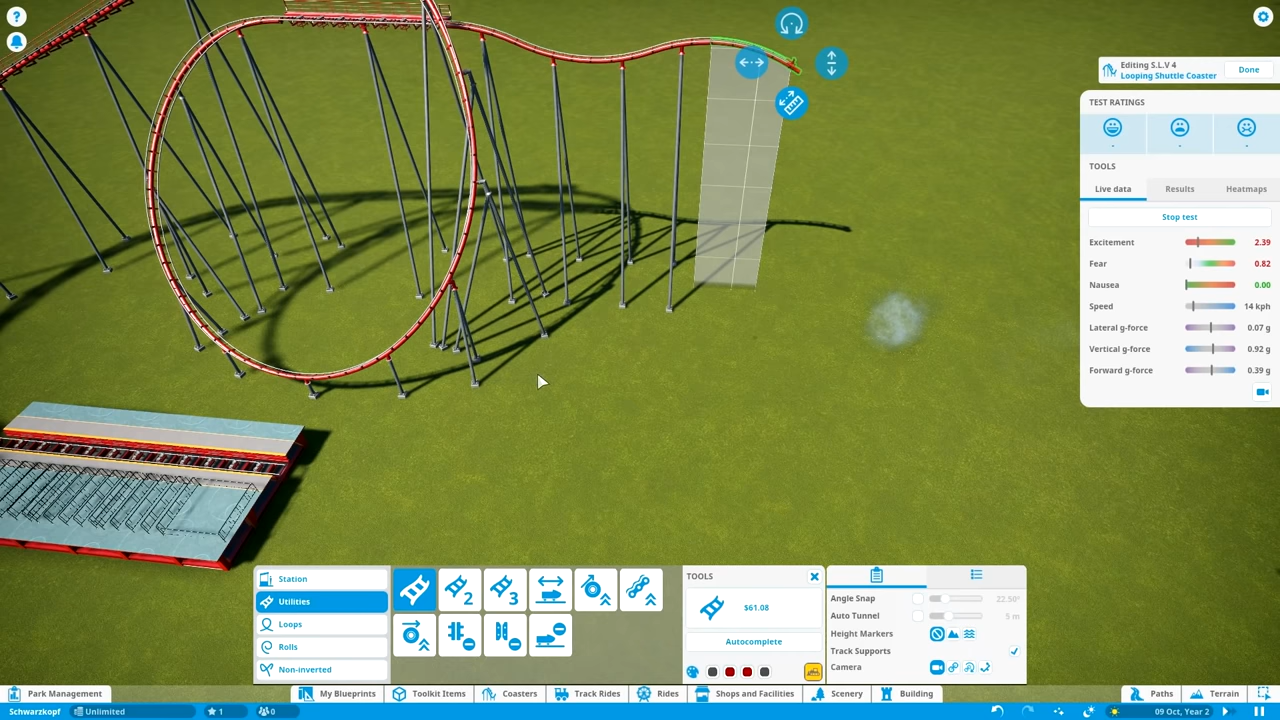 ?
Editing S.L.V 4
Looping Shuttle Coaster
Done
TEST RATINGS
- - -
TOOLS
Live data Results Heatmaps
Stop test
Excitement 2.39
Fear 0.82
Nausea 0.00
Speed 14 kph
Lateral g-force 0.07 g
Vertical g-force 0.92 g
Forward g-force 0.39 g
Station
Utilities
Loops
Rolls
Non-inverted
2 3
TOOLS
$61.08
Autocomplete
Angle Snap 22.50°
Auto Tunnel 5 m
Height Markers
Track Supports
Camera
Park Management My Blueprints Toolkit Items Coasters Track Rides Rides Shops and Facilities Scenery Building Paths Terrain
Schwarzkopf Unlimited 1 0 09 Oct, Year 2